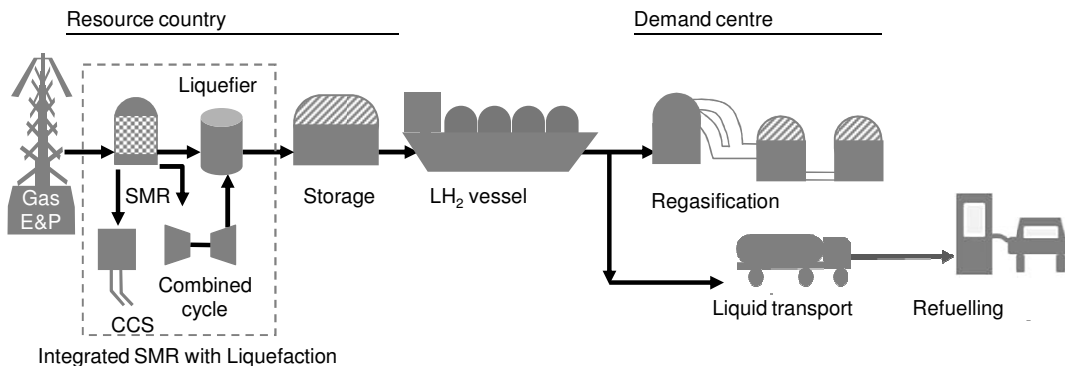 Resource country
Demand centre
Liquefier
Gas
E&P
SMR
Storage
LH₂ vessel
Regasification
Combined
cycle
CCS
Liquid transport
Refuelling
Integrated SMR with Liquefaction